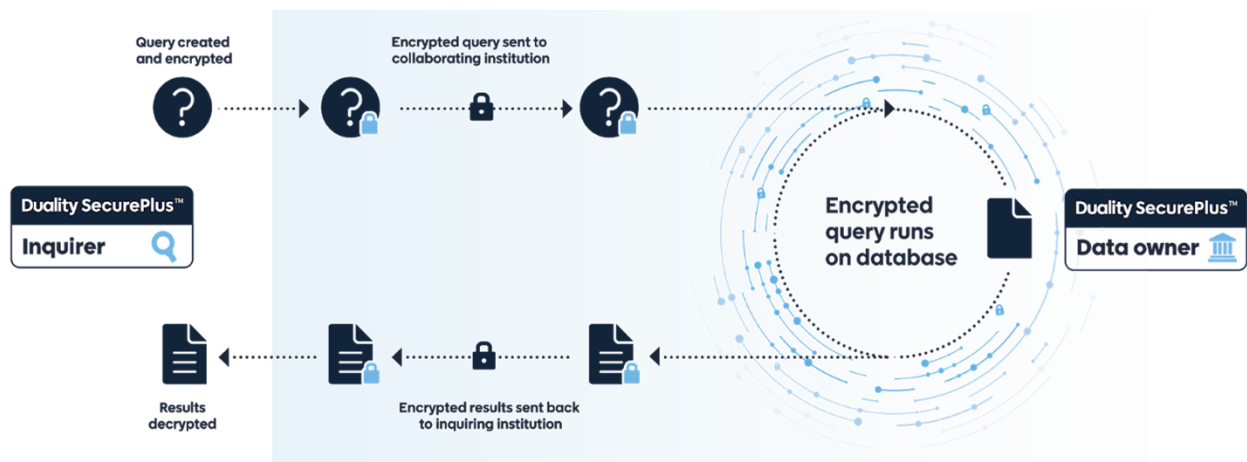 Query created
and encrypted
Encrypted query sent to
collaborating institution
Duality SecurePlus™
Inquirer
Encrypted
query runs
on database
Duality SecurePlus™
Data owner
Results
decrypted
Encrypted results sent back
to inquiring institution